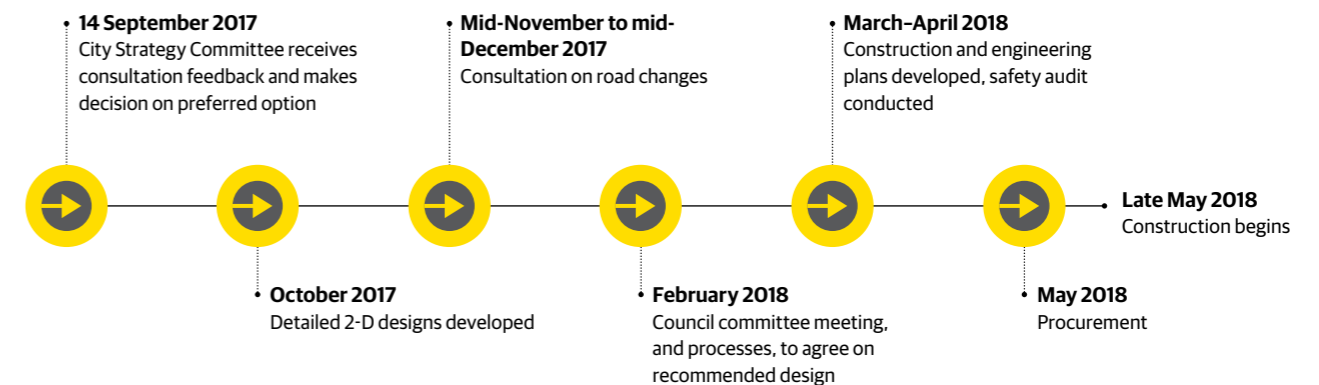 14 September 2017
City Strategy Committee receives
consultation feedback and makes
decision on preferred option
Mid-November to mid-
December 2017
Consultation on road changes
March–April 2018
Construction and engineering
plans developed, safety audit
conducted
Late May 2018
Construction begins
October 2017
Detailed 2-D designs developed
February 2018
Council committee meeting,
and processes, to agree on
recommended design
May 2018
Procurement